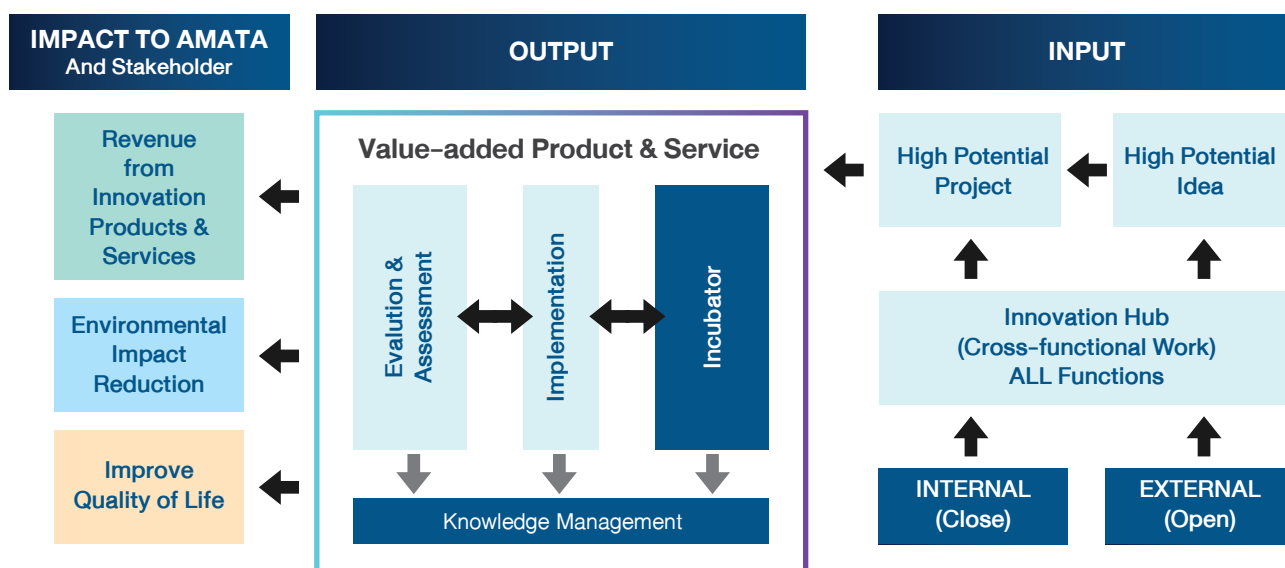 IMPACT TO AMATA
And Stakeholder
OUTPUT
INPUT
Revenue
from
Innovation
Products &
Services
Environmental
Impact
Reduction
Improve
Quality of Life
Value-added Product & Service
Evalution &
Assessment
Implementation
Incubator
Knowledge Management
High Potential
Project
High Potential
Idea
Innovation Hub
(Cross-functional Work)
ALL Functions
INTERNAL
(Close)
EXTERNAL
(Open)